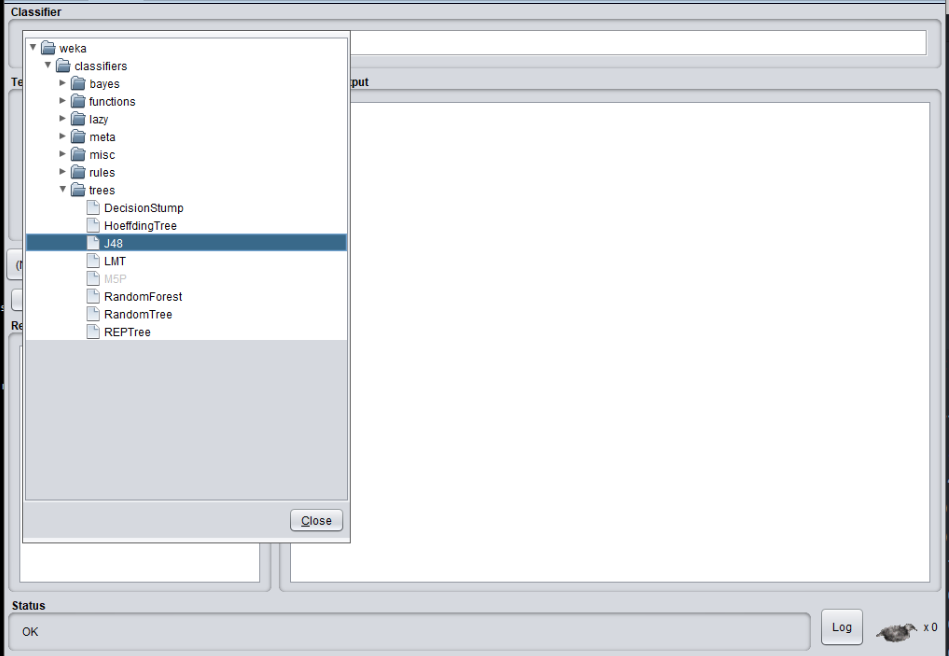 Classifier
weka
classifiers
bayes
functions
lazy
meta
misc
rules
trees
DecisionStump
HoeffdingTree
J48
LMT
M5P
RandomForest
RandomTree
REPTree
Close
Te
tput
(N
Re
Status
OK
Log
x 0